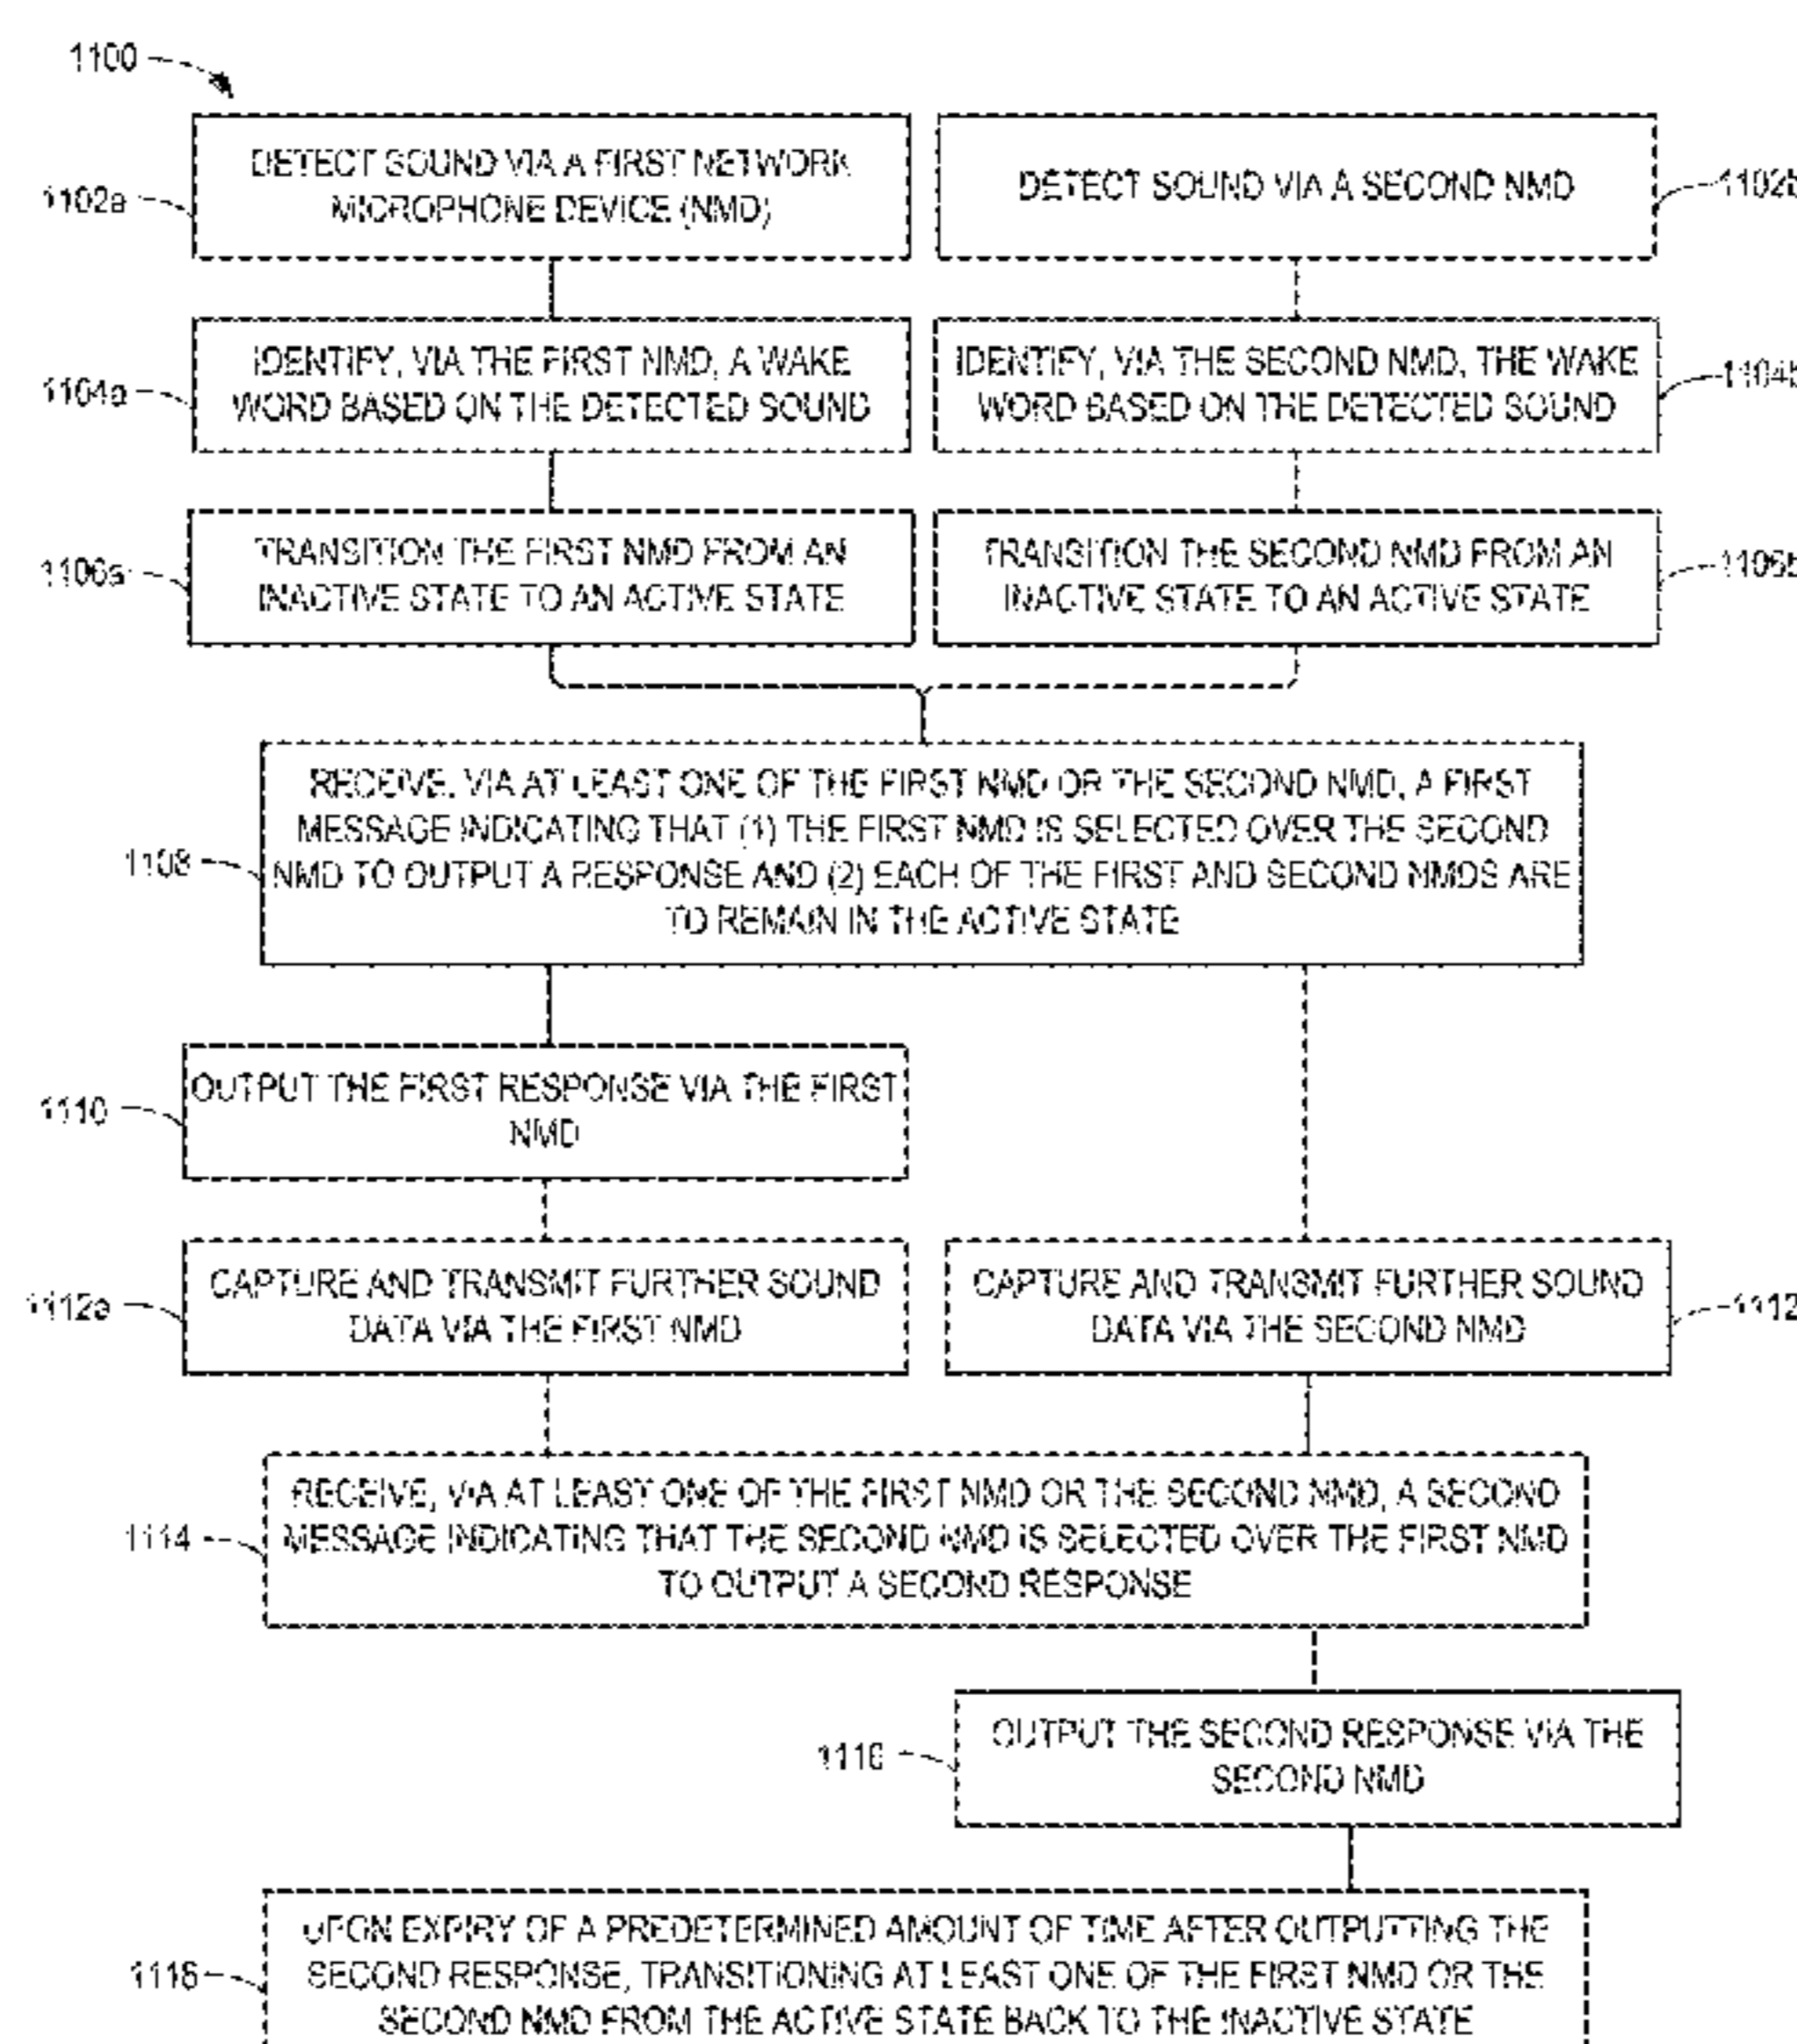 1100
DETECT SOUND VIA A FIRST NETWORK
MICROPHONE DEVICE (NMD)
1102a
DETECT SOUND VIA A SECOND NMD
1102b
IDENTIFY, VIA THE FIRST NMD, A WAKE
WORD BASED ON THE DETECTED SOUND
1104a
IDENTIFY, VIA THE SECOND NMD, THE WAKE
WORD BASED ON THE DETECTED SOUND
1104b
TRANSITION THE FIRST NMD FROM AN
INACTIVE STATE TO AN ACTIVE STATE
1106a
TRANSITION THE SECOND NMD FROM AN
INACTIVE STATE TO AN ACTIVE STATE
1106b
RECEIVE, VIA AT LEAST ONE OF THE FIRST NMD OR THE SECOND NMD, A FIRST
MESSAGE INDICATING THAT (1) THE FIRST NMD IS SELECTED OVER THE SECOND
NMD TO OUTPUT A RESPONSE AND (2) EACH OF THE FIRST AND SECOND NMDS ARE
TO REMAIN IN THE ACTIVE STATE
1108
OUTPUT THE FIRST RESPONSE VIA THE FIRST
NMD
1110
CAPTURE AND TRANSMIT FURTHER SOUND
DATA VIA THE FIRST NMD
1112a
CAPTURE AND TRANSMIT FURTHER SOUND
DATA VIA THE SECOND NMD
1112
RECEIVE, VIA AT LEAST ONE OF THE FIRST NMD OR THE SECOND NMD, A SECOND
MESSAGE INDICATING THAT THE SECOND NMD IS SELECTED OVER THE FIRST NMD
TO OUTPUT A SECOND RESPONSE
1114
OUTPUT THE SECOND RESPONSE VIA THE
SECOND NMD
1116
UPON EXPIRY OF A PREDETERMINED AMOUNT OF TIME AFTER OUTPUTTING THE
SECOND RESPONSE, TRANSITIONING AT LEAST ONE OF THE FIRST NMD OR THE
SECOND NMD FROM THE ACTIVE STATE BACK TO THE INACTIVE STATE